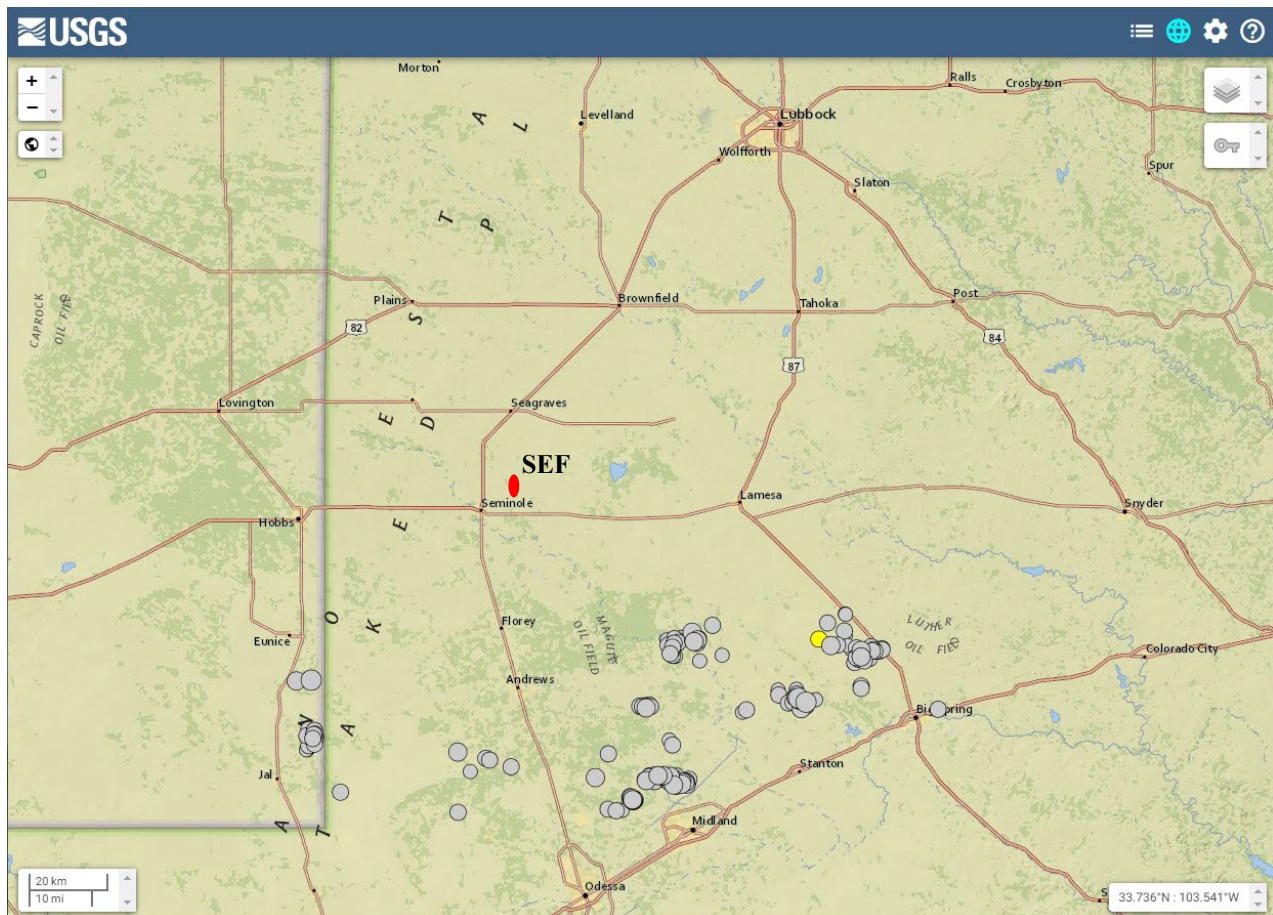 USGS
+
−
Morton
Ralls
Crosbyton
Levelland
Lubbock
Wolfforth
Spur
Slaton
A L
T P
S
E D
E
O K
V A
A T
CAPROCK
OIL FIELD
Plains
Brownfield
Tahoka
Post
82
84
87
Lovington
Seagraves
SEF
Seminole
Lamesa
Snyder
Hobbs
Florey
MAGUTE
OIL FIELD
LUTHER
OIL FIELD
Eunice
Colorado City
Andrews
Big Spring
Jal
Stanton
Midland
Odessa
20 km
10 mi
S
33.736°N : 103.541°W